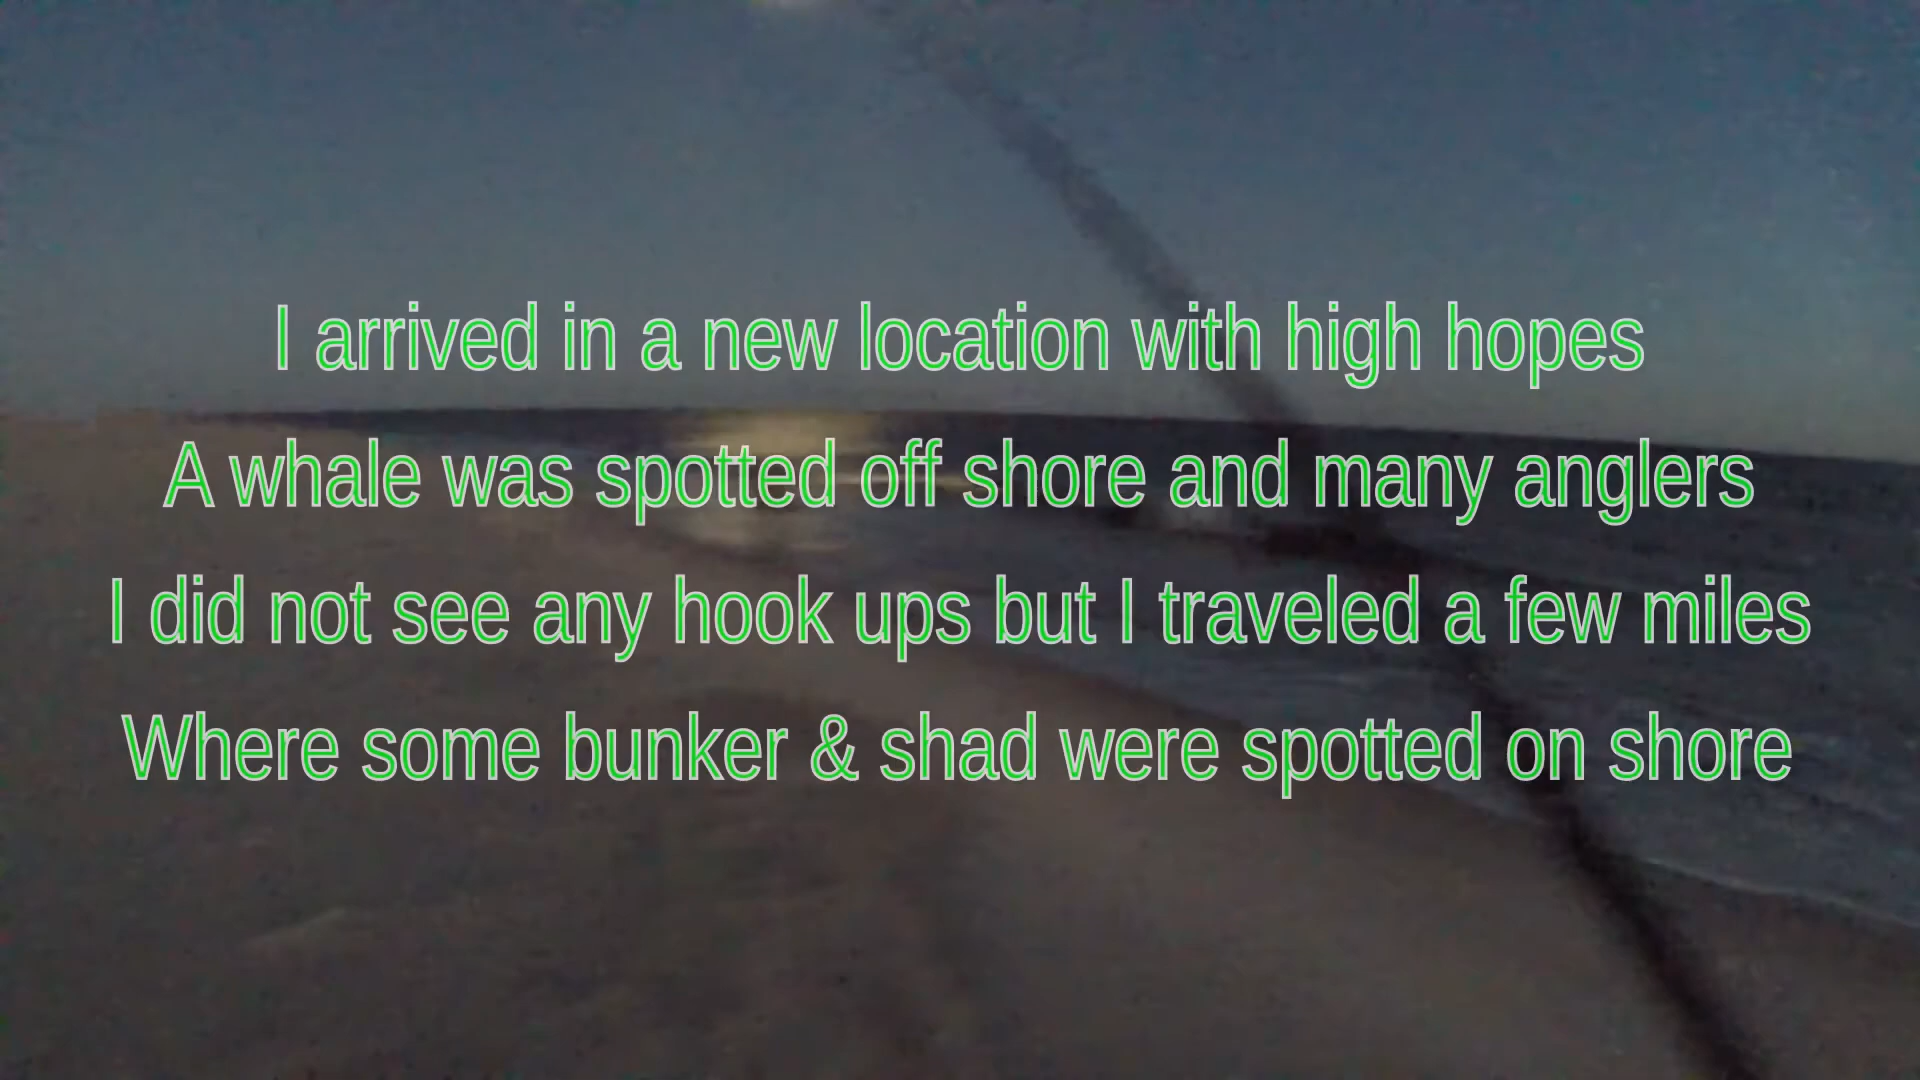 I arrived in a new location with high hopes
A whale was spotted off shore and many anglers
I did not see any hook ups but I traveled a few miles
Where some bunker & shad were spotted on shore